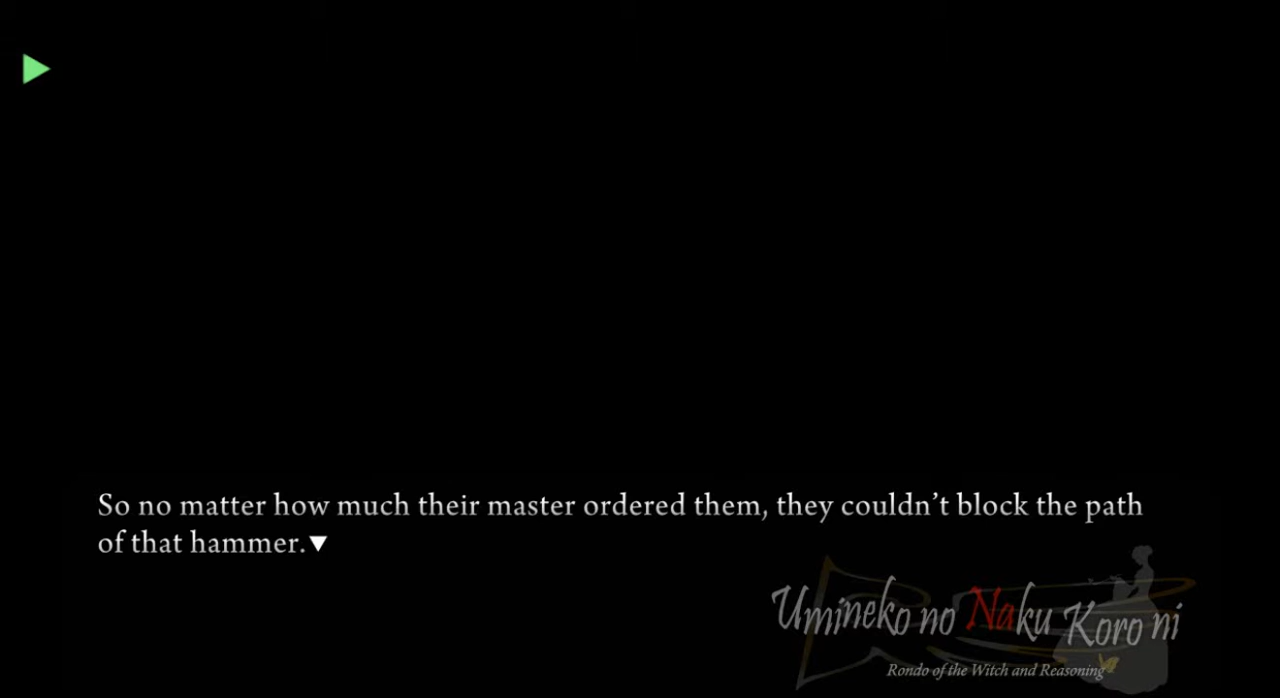 So no matter how much their master ordered them, they couldn’t block the path
of that hammer.
Umineko no Naku Koro ni
Rondo of the Witch and Reasoning